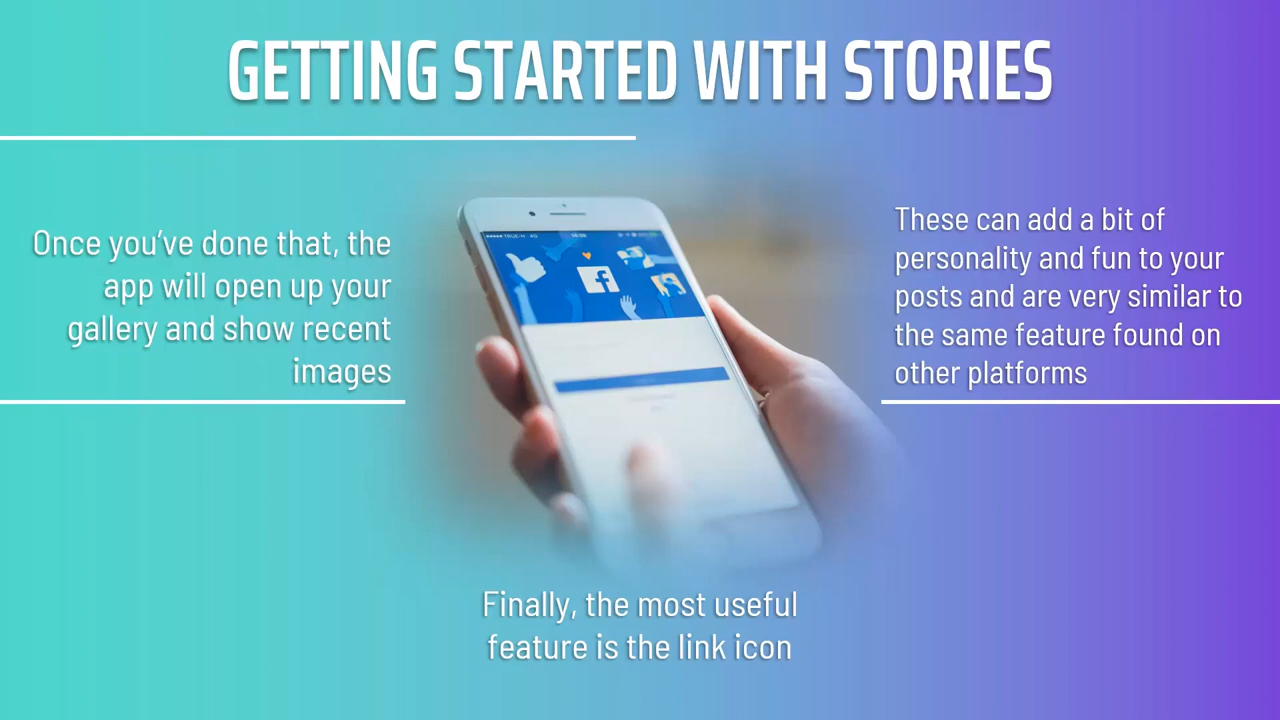 GETTING STARTED WITH STORIES
Once you’ve done that, the
app will open up your
gallery and show recent
images
These can add a bit of
personality and fun to your
posts and are very similar to
the same feature found on
other platforms
Finally, the most useful
feature is the link icon